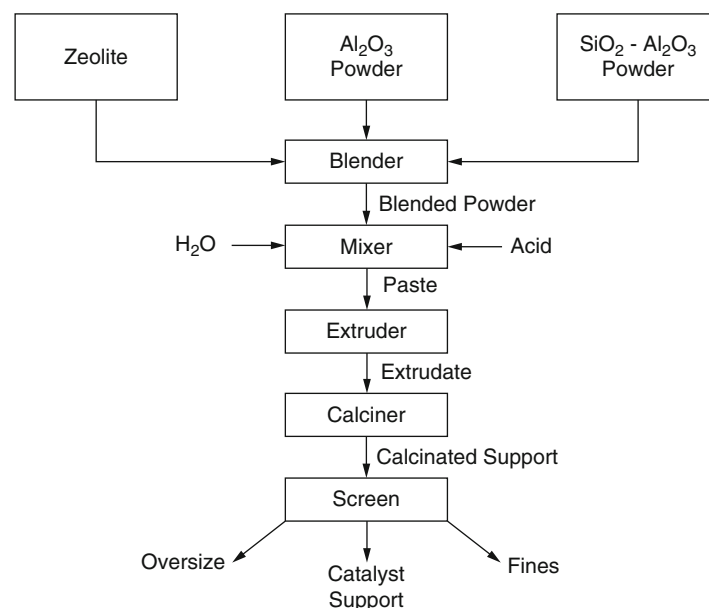 Zeolite
Al₂O₃
Powder
SiO₂ - Al₂O₃
Powder
Blender
Blended Powder
H₂O
Mixer
Acid
Paste
Extruder
Extrudate
Calciner
Calcinated Support
Screen
Oversize
Catalyst
Support
Fines